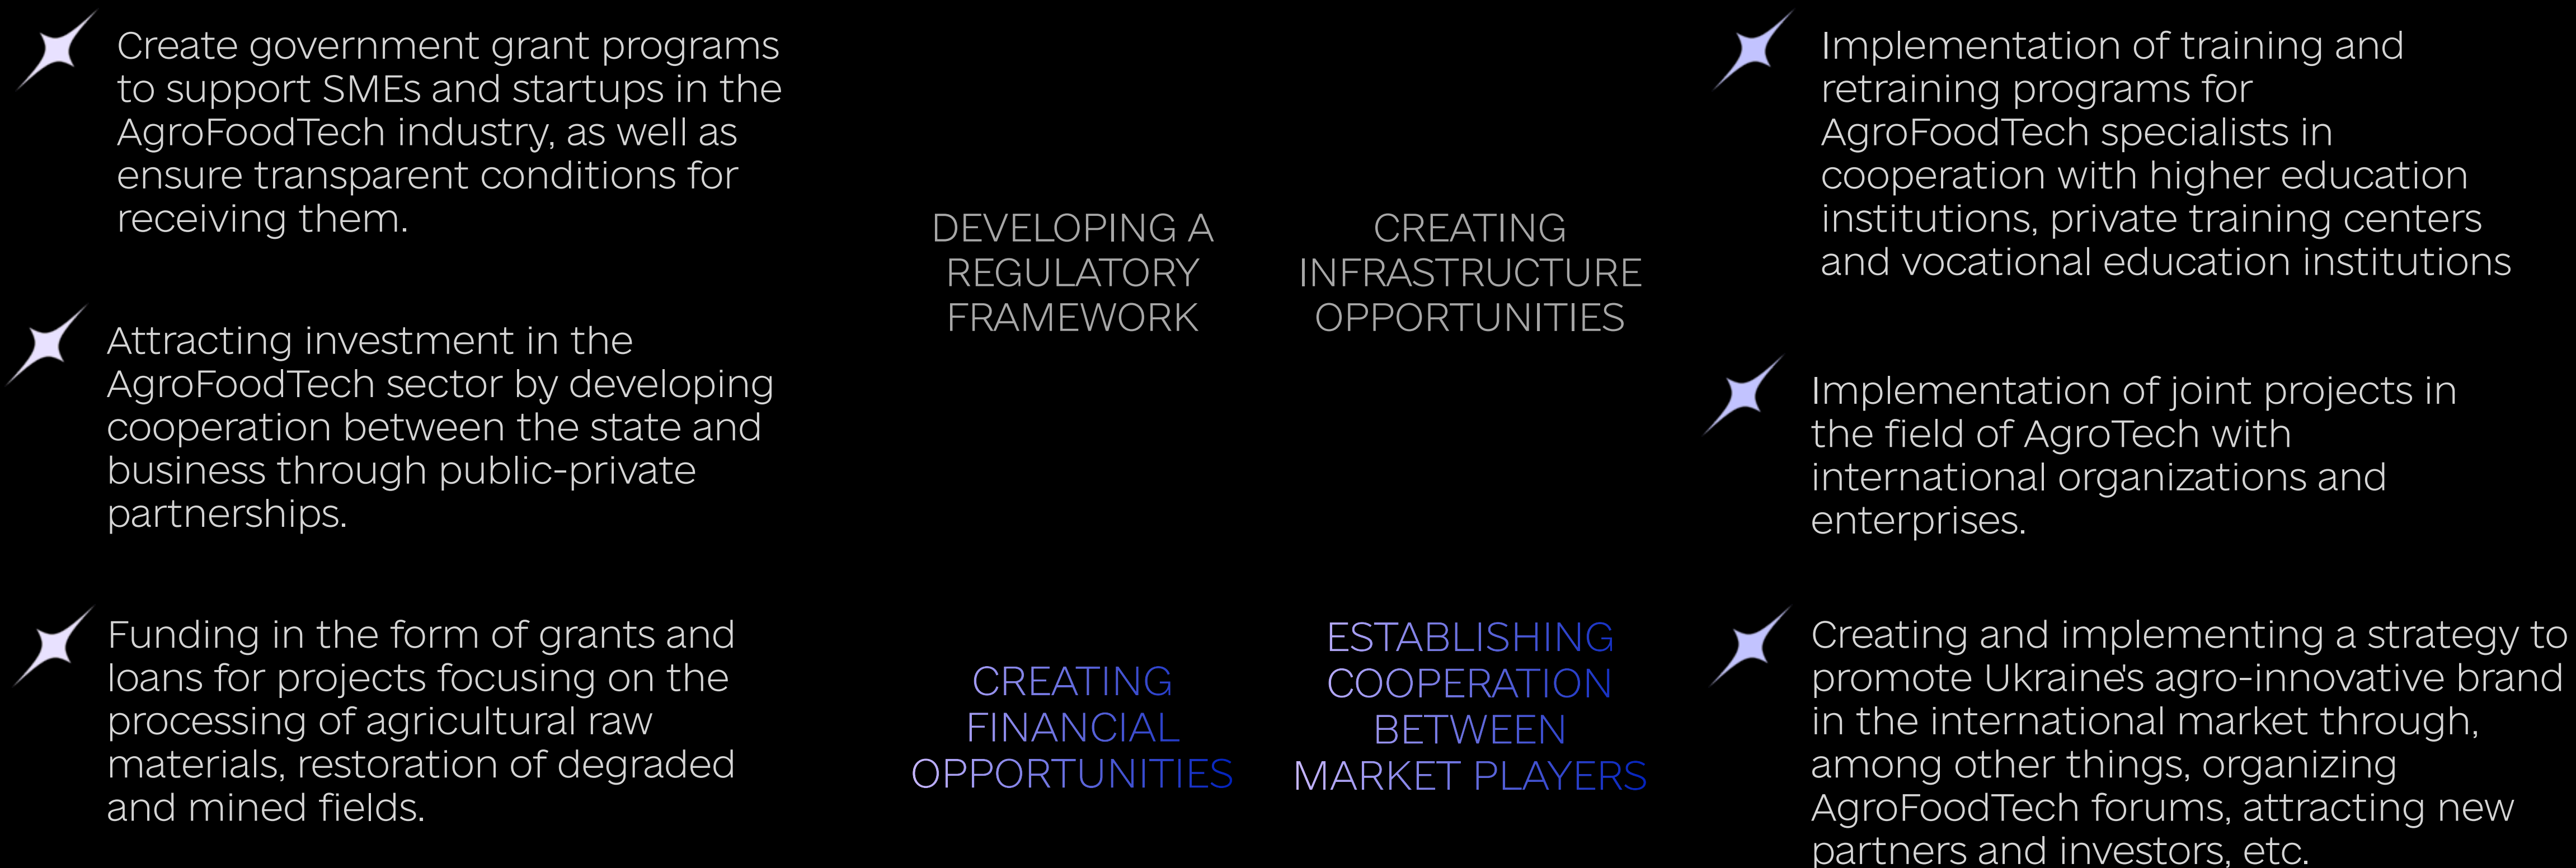 Create government grant programs
to support SMEs and startups in the
AgroFoodTech industry, as well as
ensure transparent conditions for
receiving them.
Attracting investment in the
AgroFoodTech sector by developing
cooperation between the state and
business through public-private
partnerships.
Funding in the form of grants and
loans for projects focusing on the
processing of agricultural raw
materials, restoration of degraded
and mined fields.
DEVELOPING A
REGULATORY
FRAMEWORK
CREATING
INFRASTRUCTURE
OPPORTUNITIES
CREATING
FINANCIAL
OPPORTUNITIES
ESTABLISHING
COOPERATION
BETWEEN
MARKET PLAYERS
Implementation of training and
retraining programs for
AgroFoodTech specialists in
cooperation with higher education
institutions, private training centers
and vocational education institutions
Implementation of joint projects in
the field of AgroTech with
international organizations and
enterprises.
Creating and implementing a strategy to
promote Ukraine's agro-innovative brand
in the international market through,
among other things, organizing
AgroFoodTech forums, attracting new
partners and investors, etc.